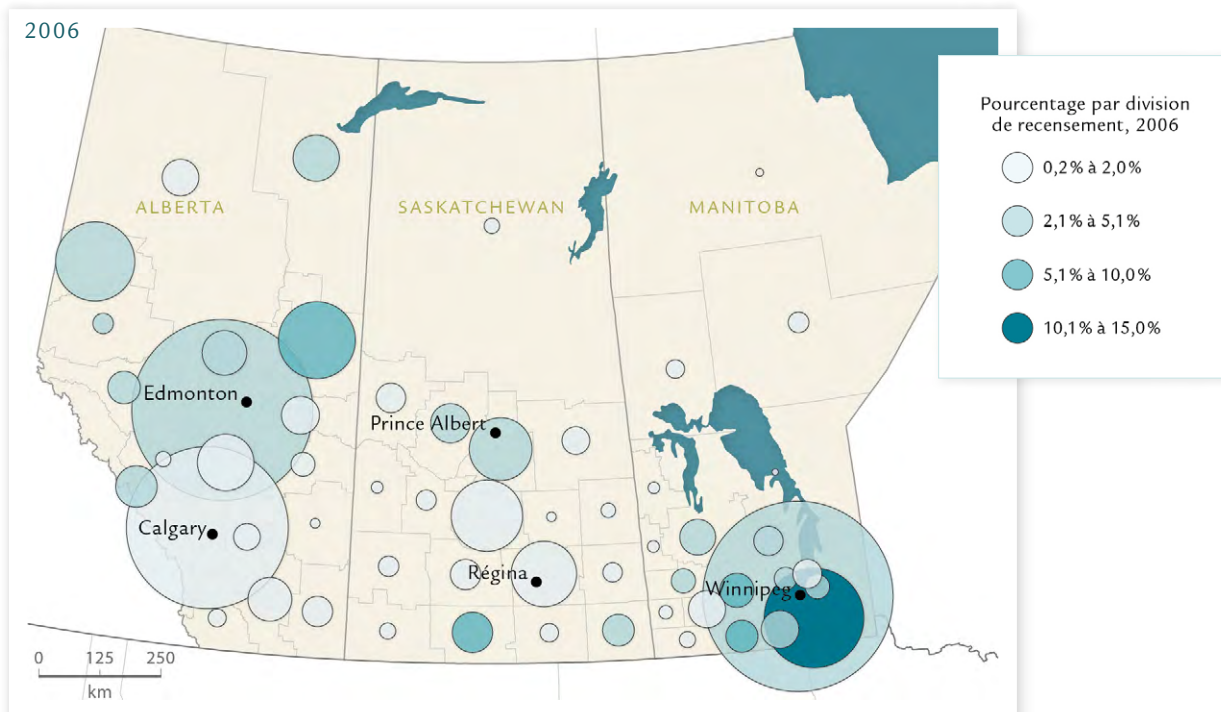 2006
ALBERTA
SASKATCHEWAN
MANITOBA
Edmonton
Prince Albert
Calgary
Régina
Winnipeg
0 125 250
km
Pourcentage par division
de recensement, 2006
0,2% à 2,0%
2,1% à 5,1%
5,1% à 10,0%
10,1% à 15,0%